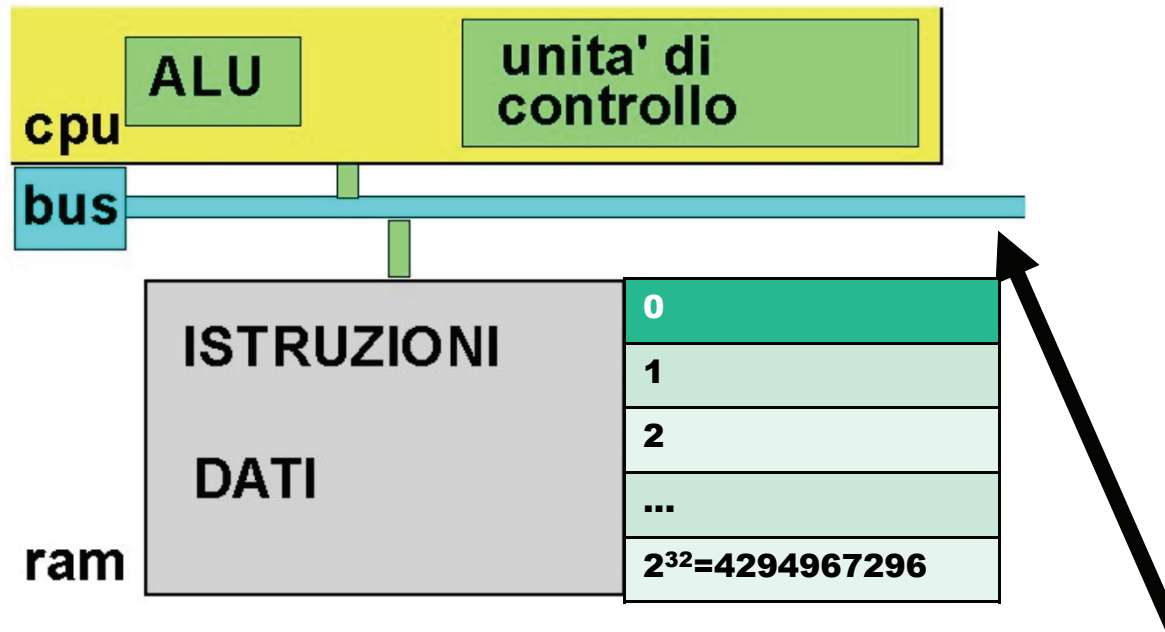 ALU
unita' di
controllo
cpu
bus
ISTRUZIONI
DATI
ram
0
1
2
...
2³²=4294967296